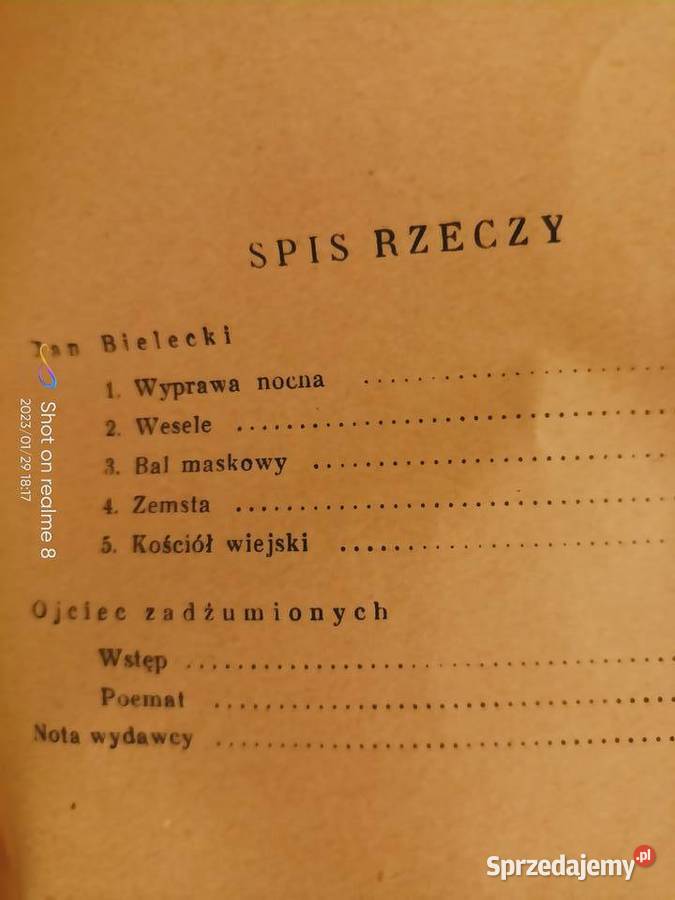 SPIS RZECZY
Jan Bielecki
1. Wyprawa nocna . . . . . . . . . . . . . . . . . .
2. Wesele . . . . . . . . . . . . . . . . . . . . . . . . .
3. Bal maskowy . . . . . . . . . . . . . . . . . . . .
4. Zemsta . . . . . . . . . . . . . . . . . . . . . . . . .
5. Kościół wiejski . . . . . . . . . . . . . . . . . . .
Ojciec zadżumionych
Wstęp . . . . . . . . . . . . . . . . . . . . . . . . . . . .
Poemat . . . . . . . . . . . . . . . . . . . . . . . . . .
Nota wydawcy . . . . . . . . . . . . . . . . . . . . . .
Shot on realme 8
2023/01/29 18:17
Sprzedajemy.pl